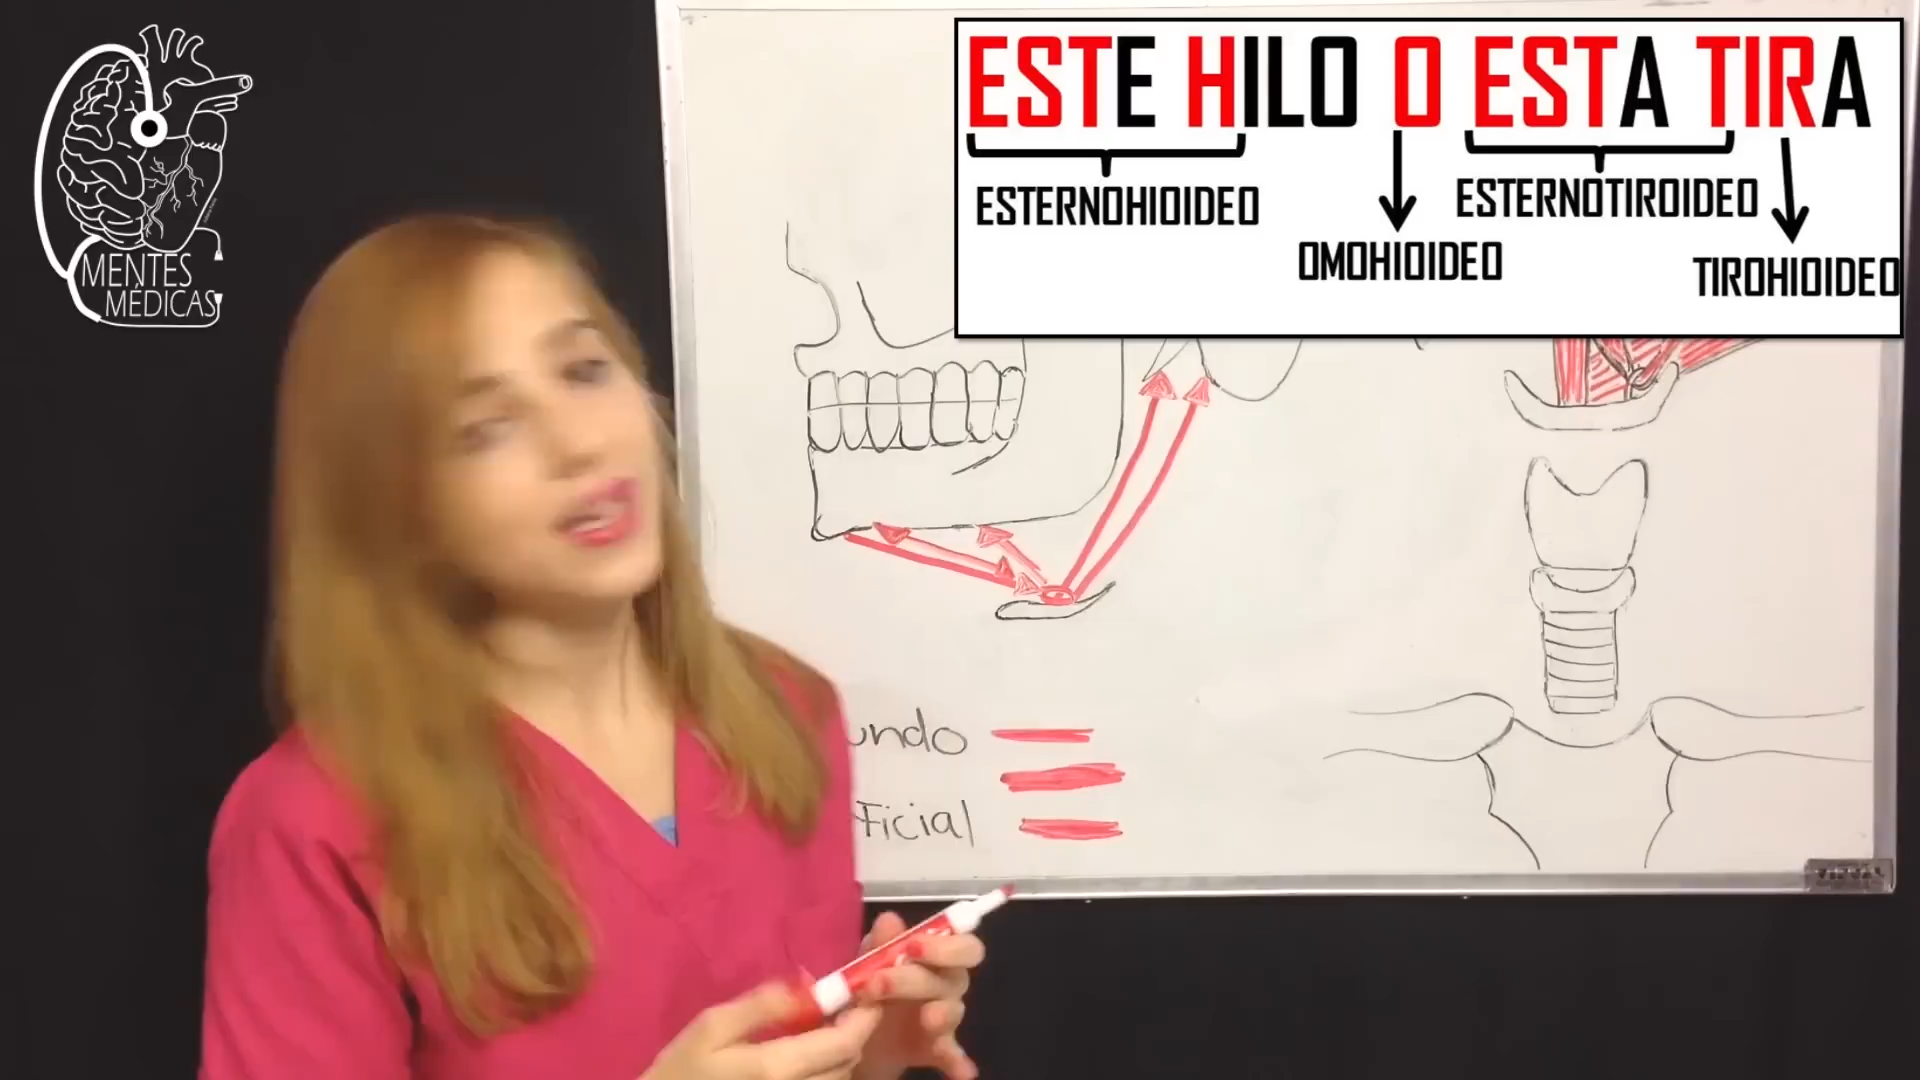 MENTES
MÉDICAS
ESTE HILO O ESTA TIRA
ESTERNOHIOIDEO
ESTERNOTIROIDEO
OMOHIOIDEO
TIROHIOIDEO
undo
Ficial